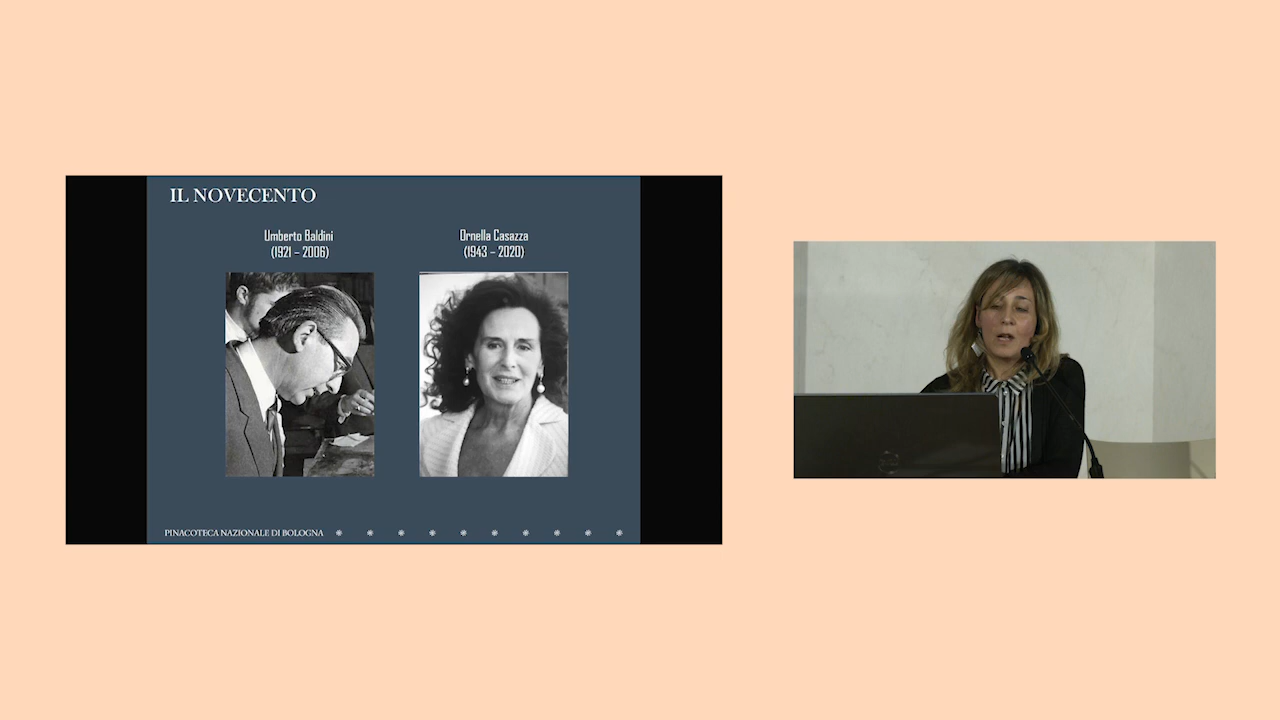 IL NOVECENTO
Umberto Baldini
(1921 – 2006)
Ornella Casazza
(1943 – 2020)
PINACOTECA NAZIONALE DI BOLOGNA